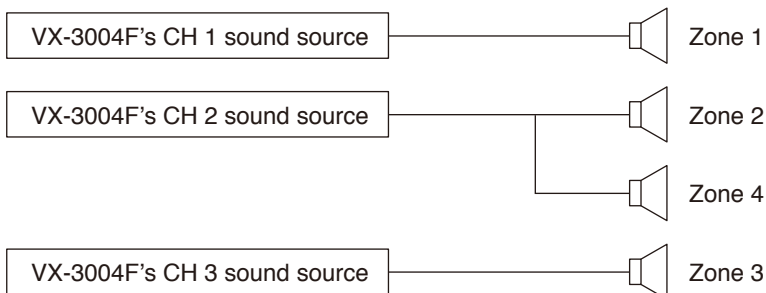 VX-3004F's CH 1 sound source Zone 1
VX-3004F's CH 2 sound source Zone 2
Zone 4
VX-3004F's CH 3 sound source Zone 3